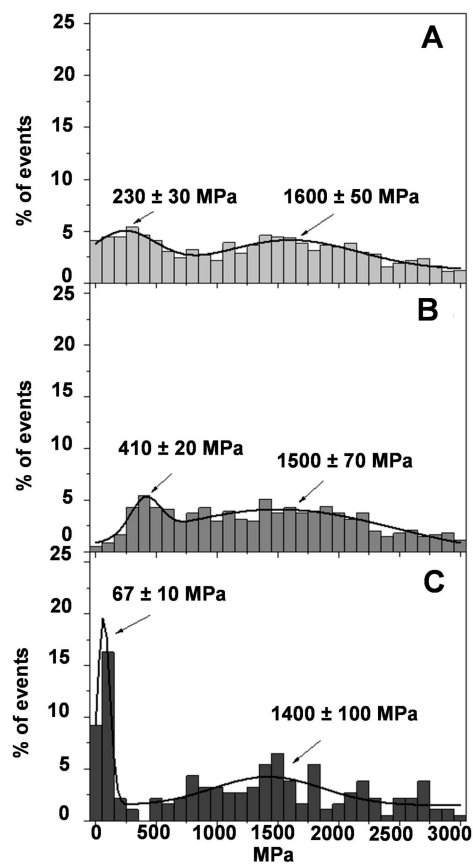 A
25
20
15
10
5
0
% of events
230 ± 30 MPa
1600 ± 50 MPa
B
25
20
15
10
5
0
% of events
410 ± 20 MPa
1500 ± 70 MPa
C
25
20
15
10
5
0
% of events
67 ± 10 MPa
1400 ± 100 MPa
0 500 1000 1500 2000 2500 3000
MPa